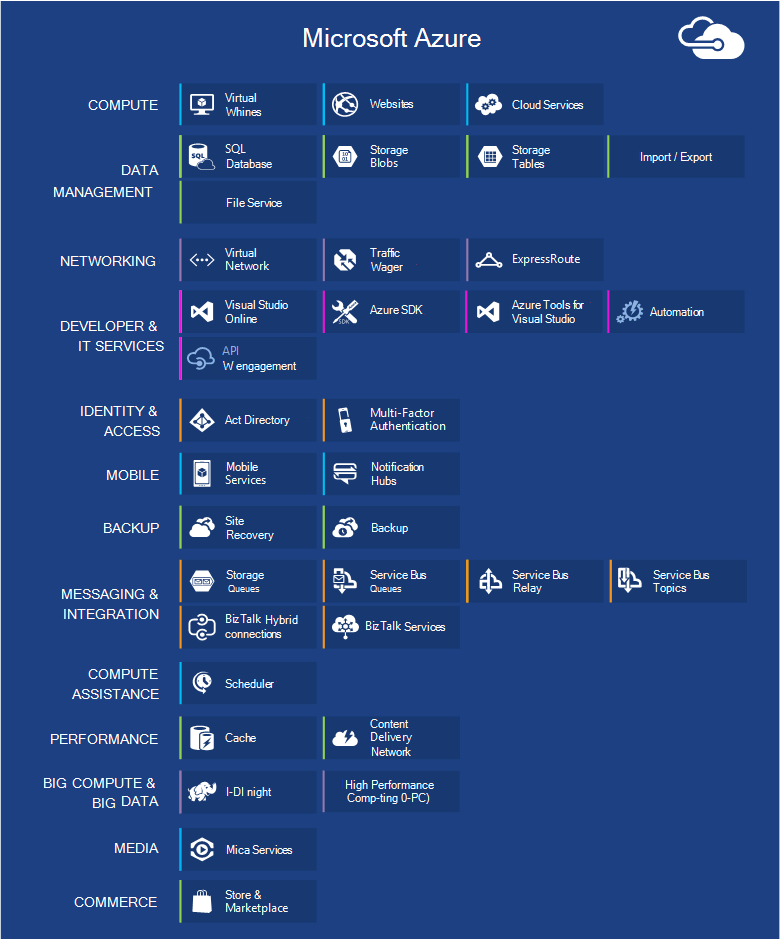 Microsoft Azure
COMPUTE
Virtual
Whines
Websites
Cloud Services
DATA
MANAGEMENT
SQL
Database
Storage
Blobs
Storage
Tables
Import / Export
File Service
NETWORKING
Virtual
Network
Traffic
Wager
ExpressRoute
DEVELOPER &
IT SERVICES
Visual Studio
Online
SDK
Azure SDK
Azure Tools for
Visual Studio
Automation
API
W engagement
IDENTITY &
ACCESS
Act Directory
Multi-Factor
Authentication
MOBILE
Mobile
Services
Notification
Hubs
BACKUP
Site
Recovery
Backup
MESSAGING &
INTEGRATION
Storage
Queues
Service Bus
Queues
Service Bus
Relay
Service Bus
Topics
BizTalk Hybrid
connections
BizTalk Services
COMPUTE
ASSISTANCE
Scheduler
PERFORMANCE
Cache
Content
Delivery
Network
BIG COMPUTE &
BIG DATA
I-DI night
High Performance
Comp-ting 0-PC)
MEDIA
Mica Services
COMMERCE
Store &
Marketplace